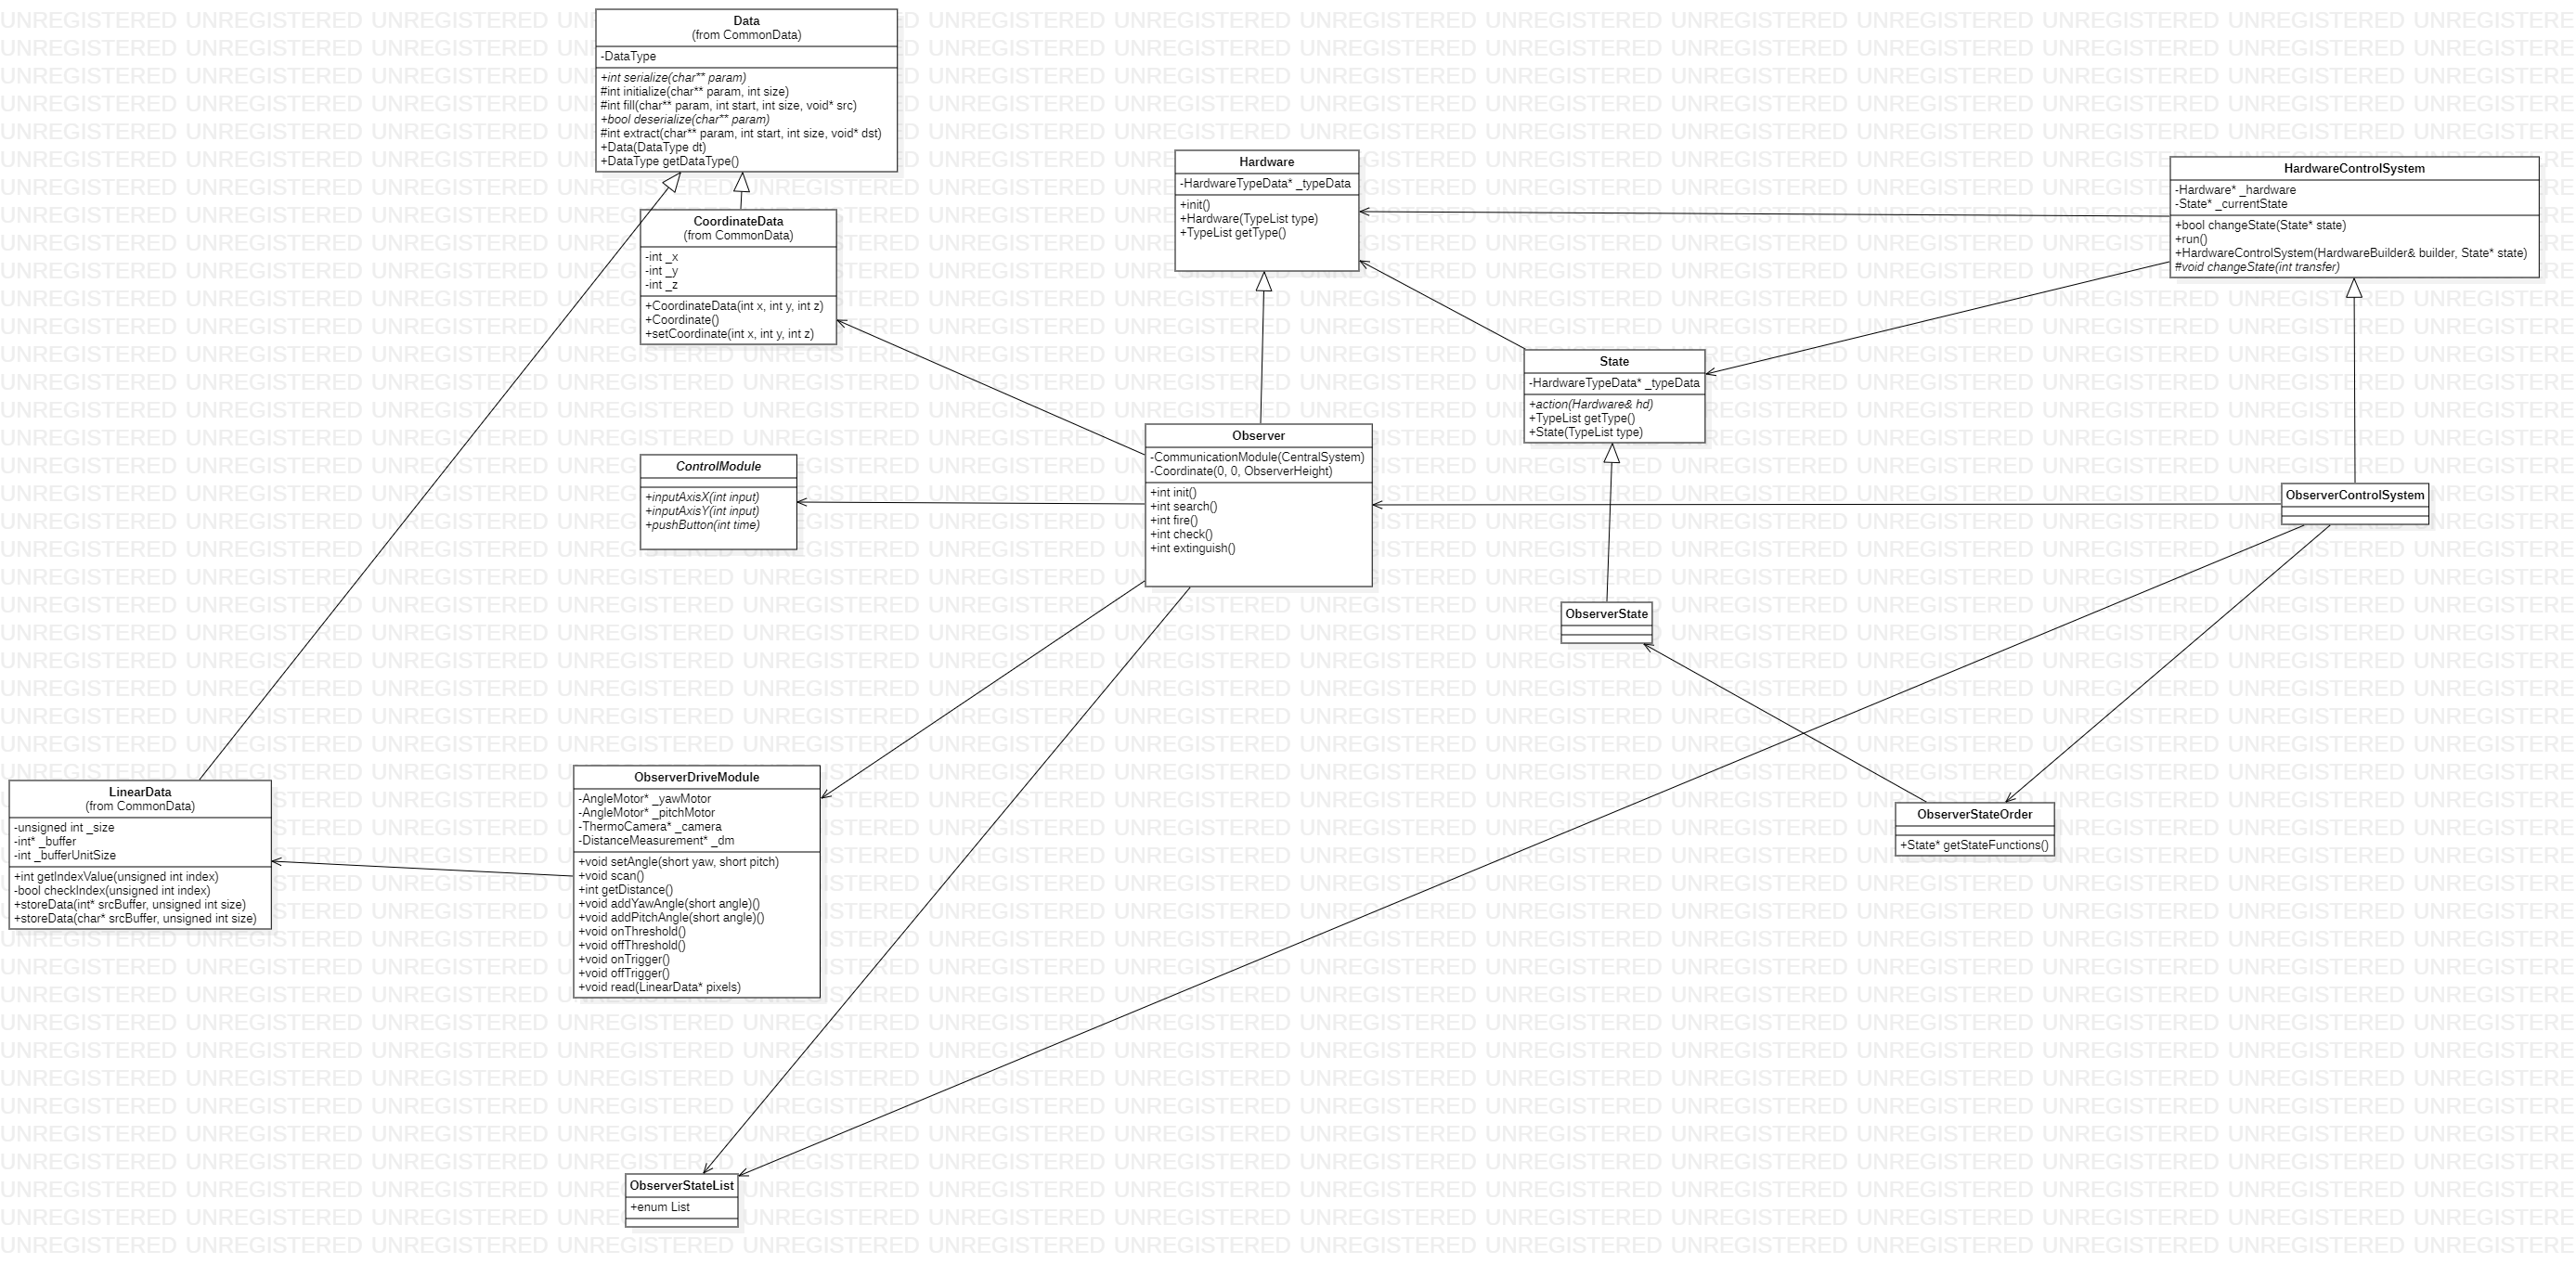 Data
(from CommonData)
-DataType
+int serialize(char** param)
#int initialize(char** param, int size)
#int fill(char** param, int start, int size, void* src)
+bool deserialize(char** param)
#int extract(char** param, int start, int size, void* dst)
+Data(DataType dt)
+DataType getDataType()
CoordinateData
(from CommonData)
-int _x
-int _y
-int _z
+CoordinateData(int x, int y, int z)
+Coordinate()
+setCoordinate(int x, int y, int z)
Hardware
-HardwareTypeData* _typeData
+init()
+Hardware(TypeList type)
+TypeList getType()
HardwareControlSystem
-Hardware* _hardware
-State* _currentState
+bool changeState(State* state)
+run()
+HardwareControlSystem(HardwareBuilder& builder, State* state)
#void changeState(int transfer)
State
-HardwareTypeData* _typeData
+action(Hardware& hd)
+TypeList getType()
+State(TypeList type)
Observer
-CommunicationModule(CentralSystem)
-Coordinate(0, 0, ObserverHeight)
+int init()
+int search()
+int fire()
+int check()
+int extinguish()
ControlModule
+inputAxisX(int input)
+inputAxisY(int input)
+pushButton(int time)
ObserverControlSystem
ObserverState
ObserverDriveModule
-AngleMotor* _yawMotor
-AngleMotor* _pitchMotor
-ThermoCamera* _camera
-DistanceMeasurement* _dm
+void setAngle(short yaw, short pitch)
+void scan()
+int getDistance()
+void addYawAngle(short angle)()
+void addPitchAngle(short angle)()
+void onThreshold()
+void offThreshold()
+void onTrigger()
+void offTrigger()
+void read(LinearData* pixels)
LinearData
(from CommonData)
-unsigned int _size
-int* _buffer
-int _bufferUnitSize
+int getIndexValue(unsigned int index)
-bool checkIndex(unsigned int index)
+storeData(int* srcBuffer, unsigned int size)
+storeData(char* srcBuffer, unsigned int size)
ObserverStateOrder
+State* getStateFunctions()
ObserverStateList
+enum List
UNREGISTERED